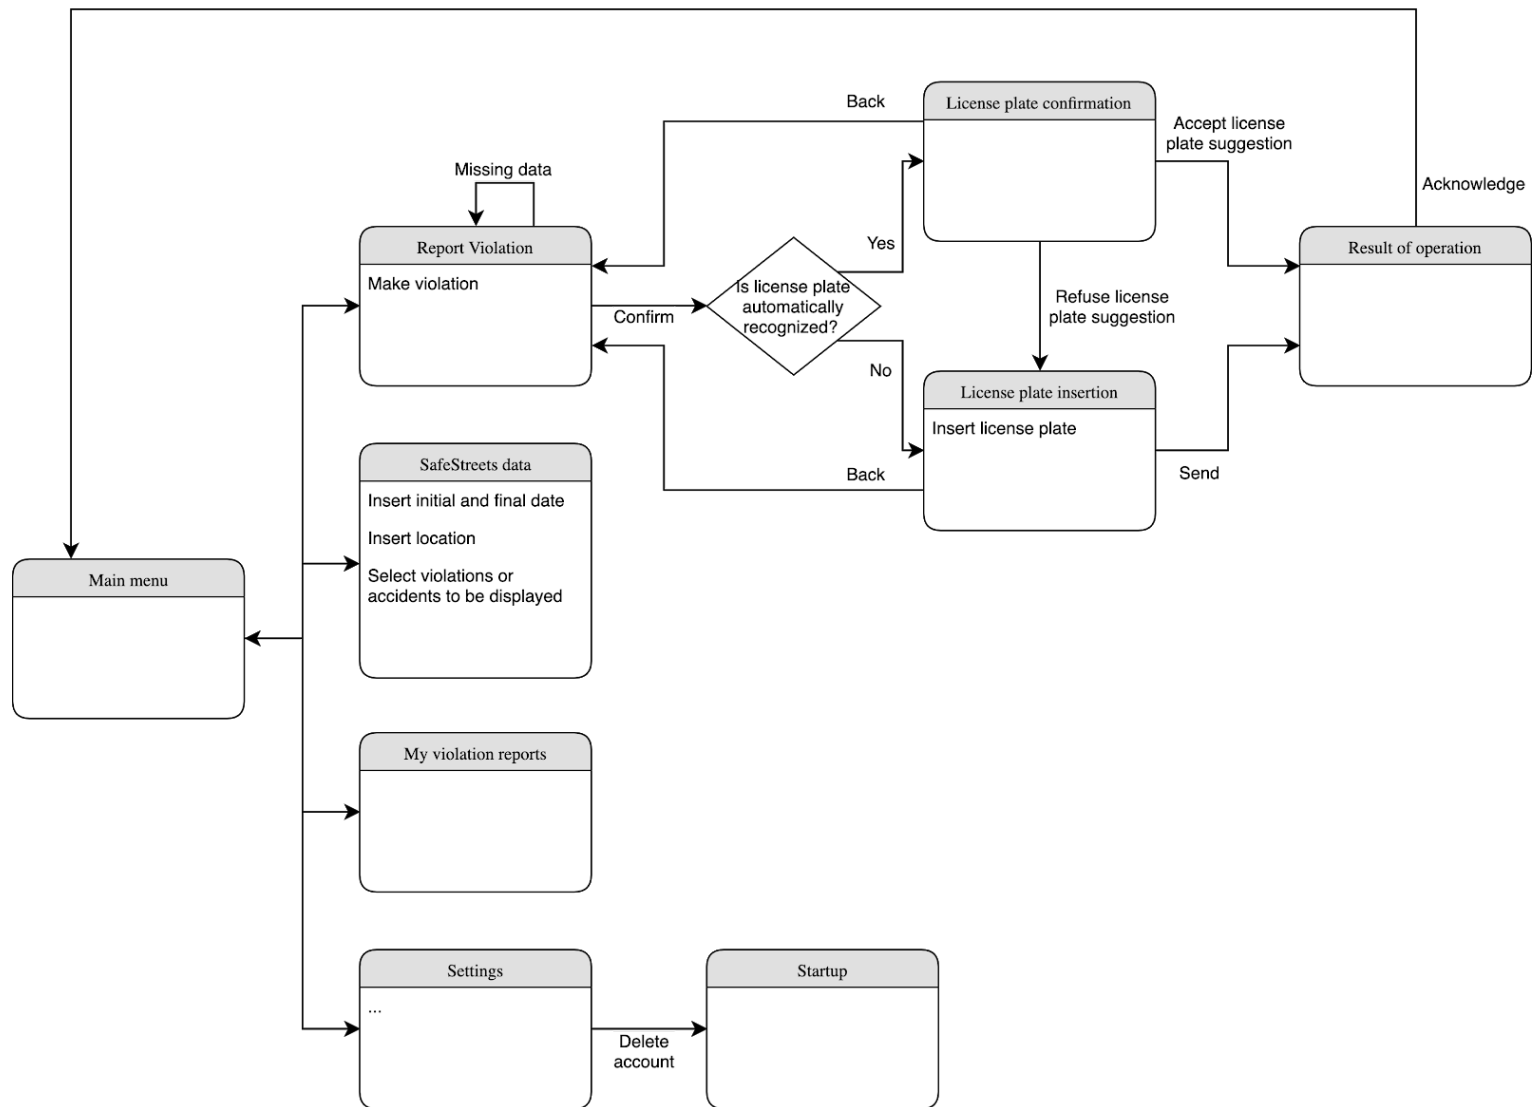 Back
License plate confirmation
Accept license
plate suggestion
Missing data
Acknowledge
Report Violation
Make violation
Yes
Result of operation
Confirm
Is license plate
automatically
recognized?
Refuse license
plate suggestion
No
License plate insertion
Insert license plate
SafeStreets data
Insert initial and final date
Insert location
Select violations or
accidents to be displayed
Back
Send
Main menu
My violation reports
Settings
...
Delete
account
Startup